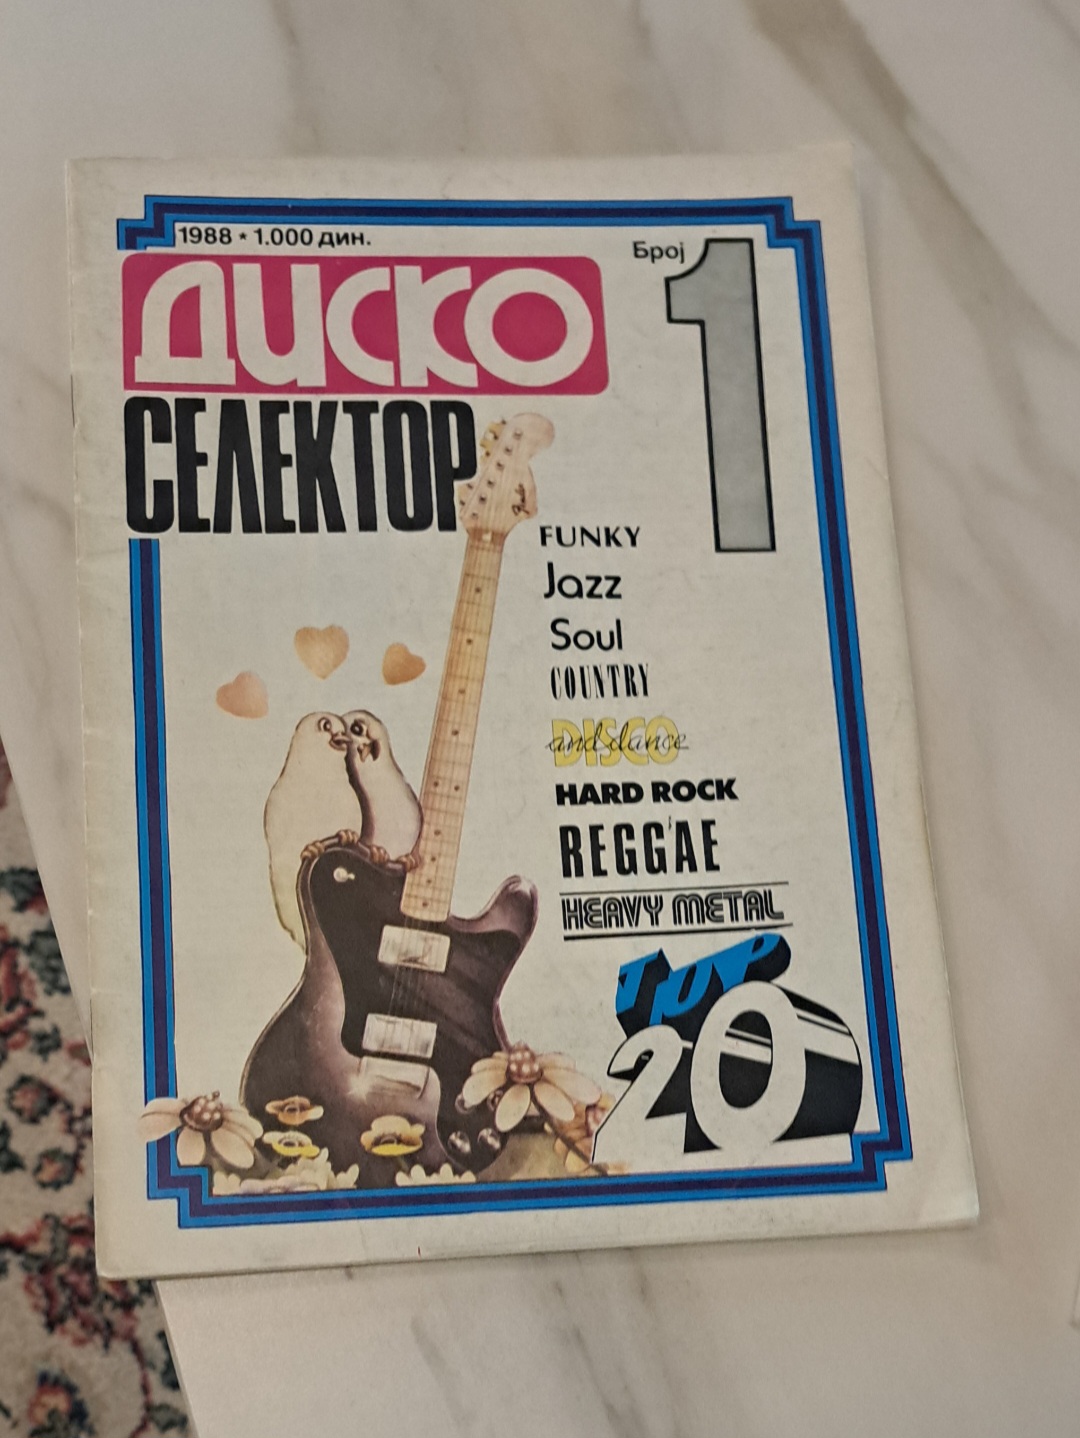 1988 * 1.000 дин.
Број 1
ДИСКО
СЕЛЕКТОР
Fender
FUNKY
Jazz
Soul
COUNTRY
DISCO
and dance
HARD ROCK
REGGAE
HEAVY METAL
TOP
20